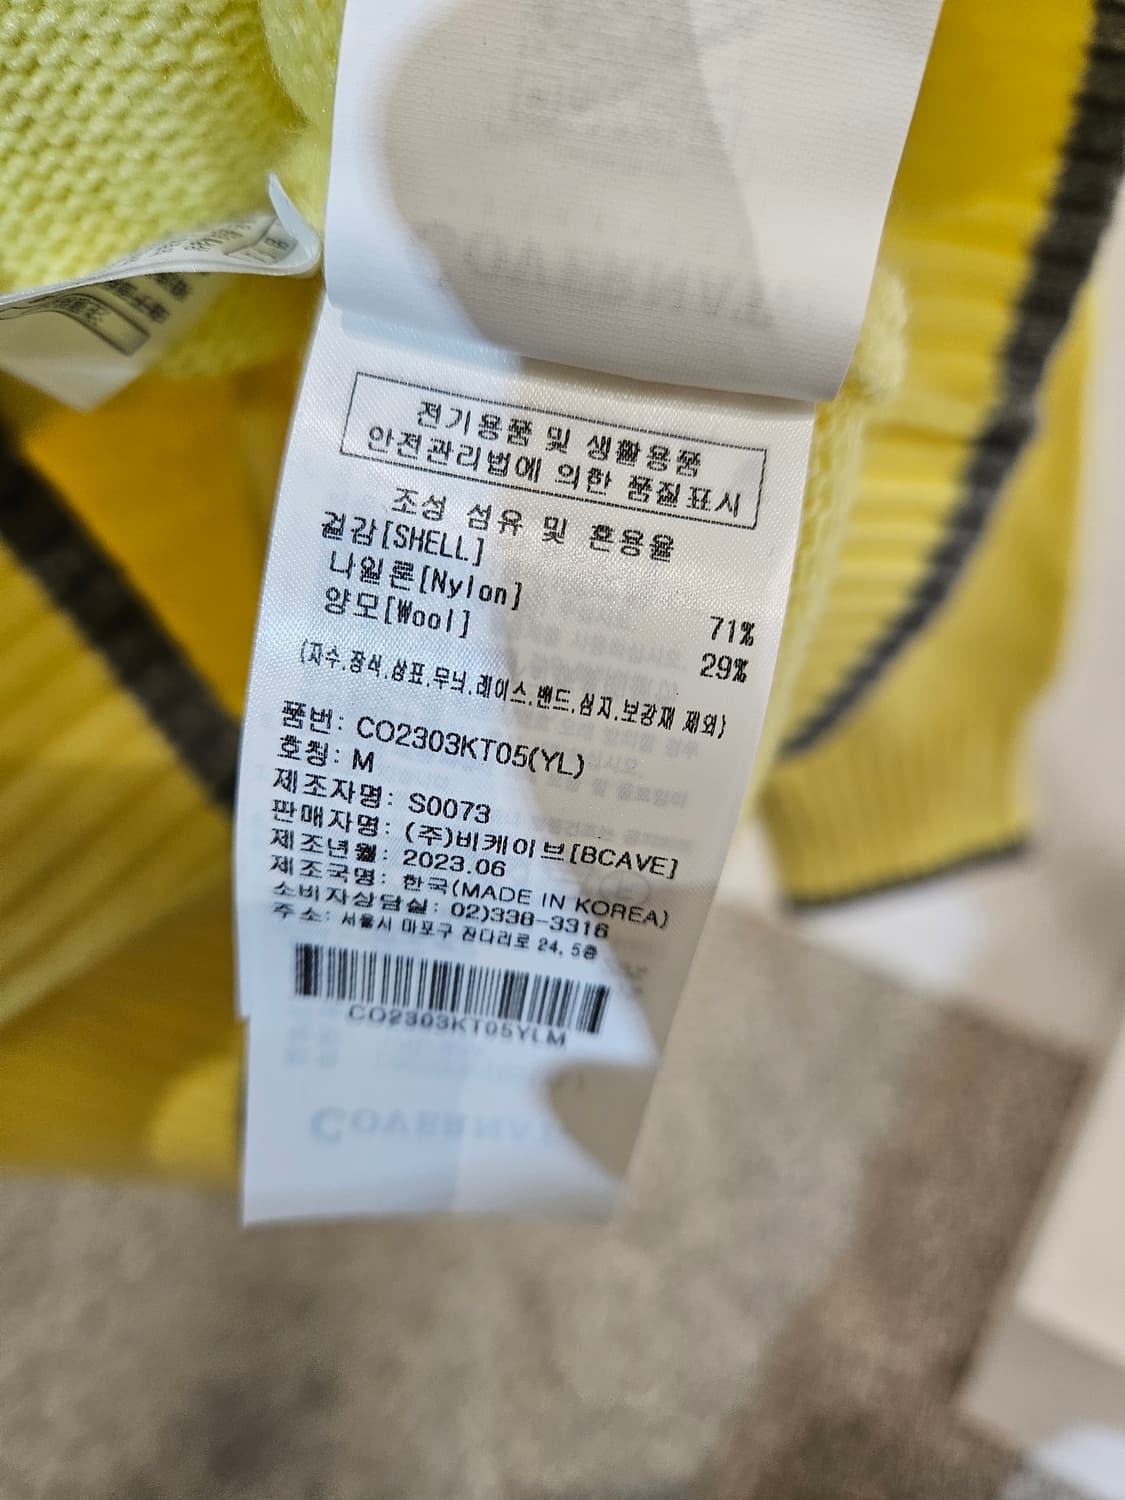 전기용품 및 생활용품
안전관리법에 의한 품질표시
조성 섬유 및 혼용율
겉감[SHELL]
나일론[Nylon] 71%
양모[Wool] 29%
(자수,장식,상표,무늬,레이스,밴드,심지,보강재 제외)
품번: CO2303KT05(YL)
호칭: M
제조자명: S0073
판매자명: (주)비케이브[BCAVE]
제조년월: 2023.06
제조국명: 한국(MADE IN KOREA)
소비자상담실: 02)338-3316
주소: 서울시 마포구 잔다리로 24, 5층
CO2303KT05YLM